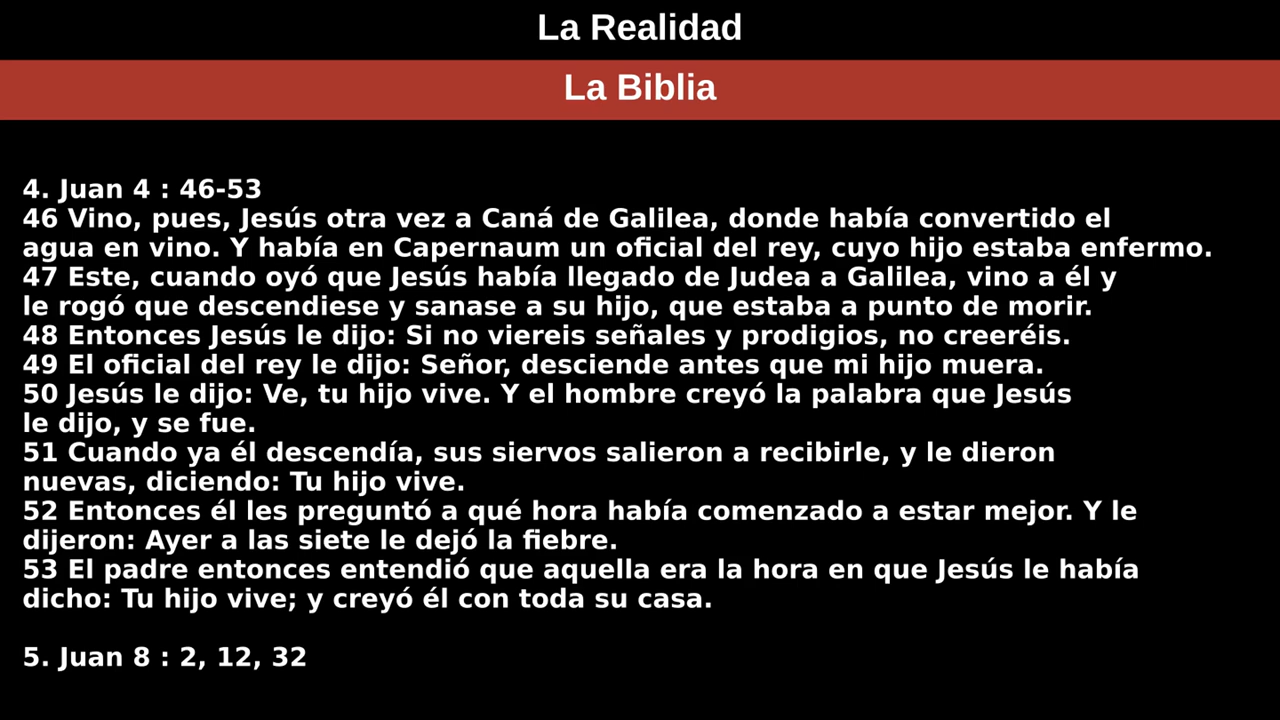 La Realidad
La Biblia
4. Juan 4 : 46-53
46 Vino, pues, Jesús otra vez a Caná de Galilea, donde había convertido el
agua en vino. Y había en Capernaum un oficial del rey, cuyo hijo estaba enfermo.
47 Este, cuando oyó que Jesús había llegado de Judea a Galilea, vino a él y
le rogó que descendiese y sanase a su hijo, que estaba a punto de morir.
48 Entonces Jesús le dijo: Si no viereis señales y prodigios, no creeréis.
49 El oficial del rey le dijo: Señor, desciende antes que mi hijo muera.
50 Jesús le dijo: Ve, tu hijo vive. Y el hombre creyó la palabra que Jesús
le dijo, y se fue.
51 Cuando ya él descendía, sus siervos salieron a recibirle, y le dieron
nuevas, diciendo: Tu hijo vive.
52 Entonces él les preguntó a qué hora había comenzado a estar mejor. Y le
dijeron: Ayer a las siete le dejó la fiebre.
53 El padre entonces entendió que aquella era la hora en que Jesús le había
dicho: Tu hijo vive; y creyó él con toda su casa.
5. Juan 8 : 2, 12, 32